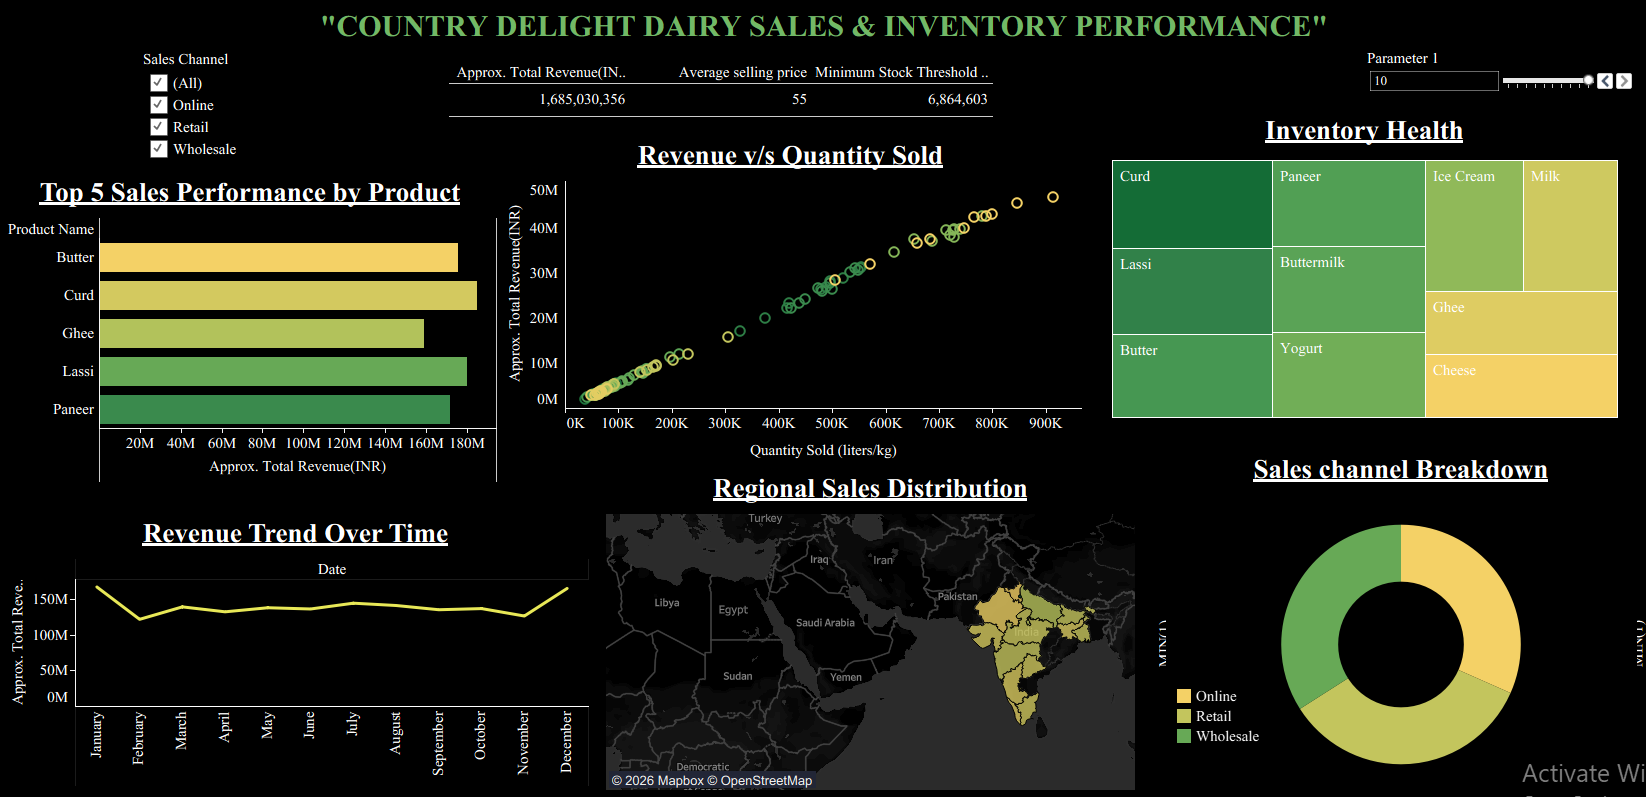 "COUNTRY DELIGHT DAIRY SALES & INVENTORY PERFORMANCE"
Sales Channel
(All)
Online
Retail
Wholesale
Approx. Total Revenue(IN.. Average selling price Minimum Stock Threshold ..
1,685,030,356 55 6,864,603
Parameter 1
10
Top 5 Sales Performance by Product
Product Name
Butter
Curd
Ghee
Lassi
Paneer
20M 40M 60M 80M 100M 120M 140M 160M 180M
Approx. Total Revenue(INR)
Revenue v/s Quantity Sold
Approx. Total Revenue(INR)
50M
40M
30M
20M
10M
0M
0K 100K 200K 300K 400K 500K 600K 700K 800K 900K
Quantity Sold (liters/kg)
Inventory Health
Curd
Paneer
Ice Cream
Milk
Lassi
Buttermilk
Ghee
Butter
Yogurt
Cheese
Revenue Trend Over Time
Date
Approx. Total Reve..
150M
100M
50M
0M
January
February
March
April
May
June
July
August
September
October
November
December
Regional Sales Distribution
Turkey
Iraq
Iran
Libya
Egypt
Pakistan
Saudi Arabia
India
Sudan
Yemen
Democratic
© 2026 Mapbox © OpenStreetMap
Sales channel Breakdown
MIN(1)
MIN(1)
Online
Retail
Wholesale
Activate Wi